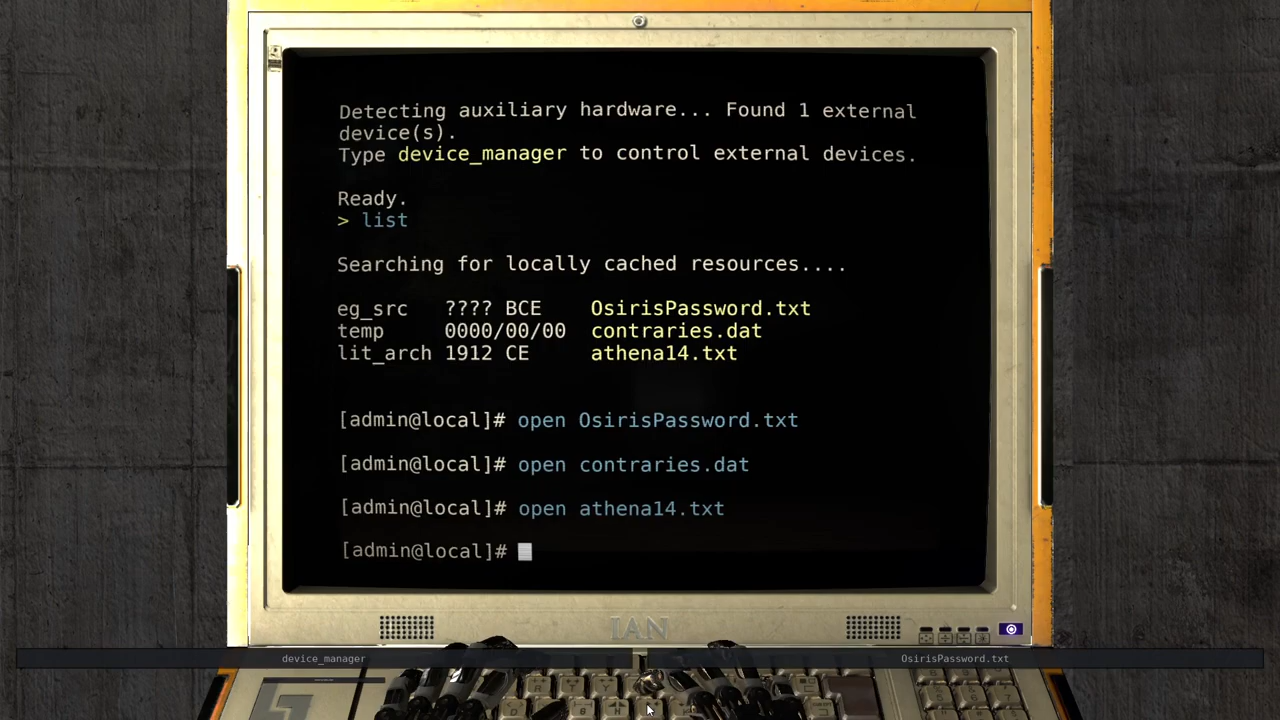 Detecting auxiliary hardware... Found 1 external
device(s).
Type device_manager to control external devices.
Ready.
> list
Searching for locally cached resources....
eg_src ???? BCE OsirisPassword.txt
temp 0000/00/00 contraries.dat
lit_arch 1912 CE athena14.txt
[admin@local]# open OsirisPassword.txt
[admin@local]# open contraries.dat
[admin@local]# open athena14.txt
[admin@local]#
IAN
device_manager OsirisPassword.txt